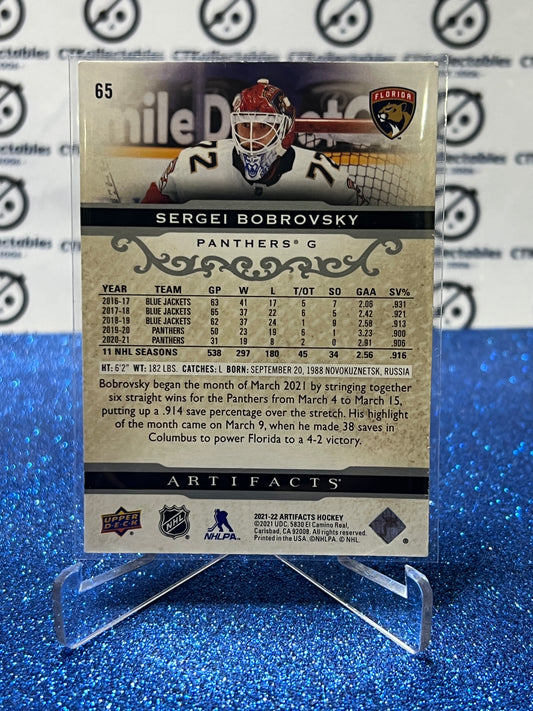 65
FLORIDA
72
72
SERGEI BOBROVSKY
PANTHERS® G
YEAR TEAM GP W L T/OT SO GAA SV%
2016-17 BLUE JACKETS 63 41 17 5 7 2.06 .931
2017-18 BLUE JACKETS 65 37 22 6 5 2.42 .921
2018-19 BLUE JACKETS 62 37 24 1 9 2.58 .913
2019-20 PANTHERS 50 23 19 6 1 3.23 .900
2020-21 PANTHERS 31 19 8 2 0 2.91 .906
11 NHL SEASONS 538 297 180 45 34 2.56 .916
HT: 6'2" WT: 182 LBS. CATCHES: L BORN: SEPTEMBER 20, 1988 NOVOKUZNETSK, RUSSIA
Bobrovsky began the month of March 2021 by stringing together
six straight wins for the Panthers from March 4 to March 15,
putting up a .914 save percentage over the stretch. His highlight
of the month came on March 9, when he made 38 saves in
Columbus to power Florida to a 4-2 victory.
ARTIFACTS®
UPPER DECK
NHL
NHLPA
2021-22 ARTIFACTS HOCKEY
©2021 UDC. 5830 El Camino Real,
Carlsbad, CA 92008. All rights reserved.
Printed in the USA. ©NHLPA. © NHL.